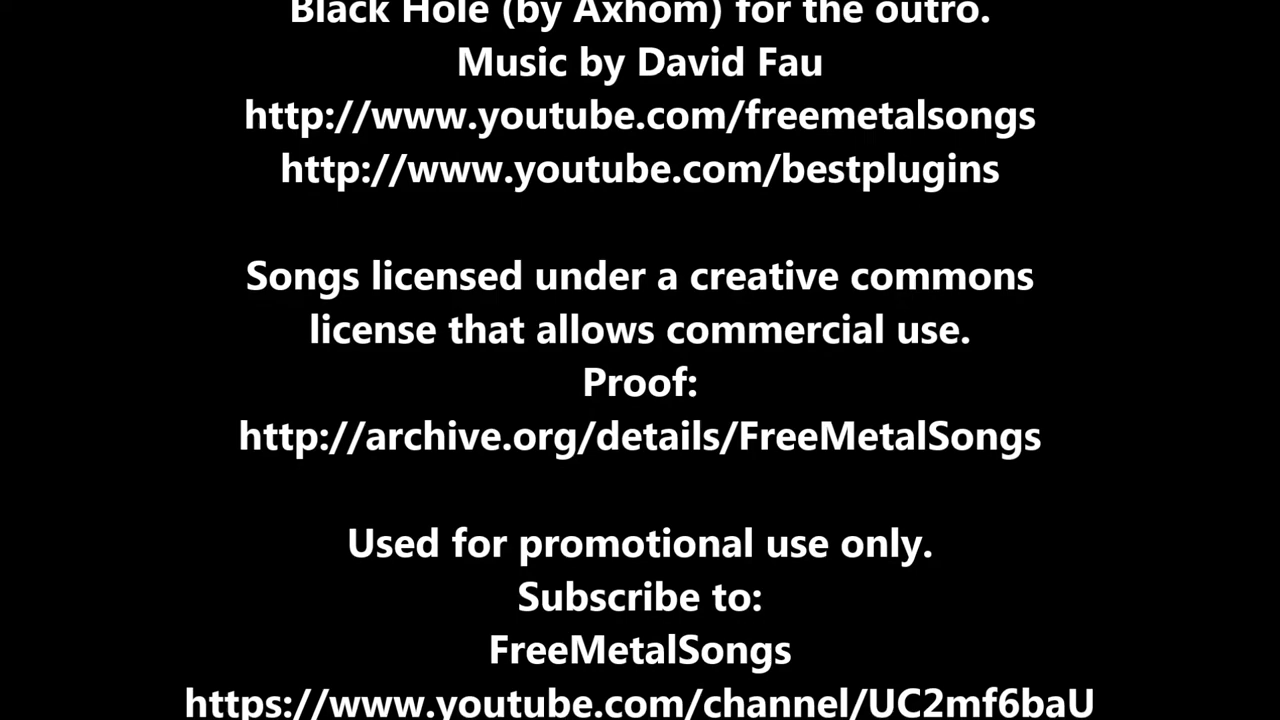 Black Hole (by Axhom) for the outro.
Music by David Fau
http://www.youtube.com/freemetalsongs
http://www.youtube.com/bestplugins
Songs licensed under a creative commons
license that allows commercial use.
Proof:
http://archive.org/details/FreeMetalSongs
Used for promotional use only.
Subscribe to:
FreeMetalSongs
https://www.youtube.com/channel/UC2mf6baU